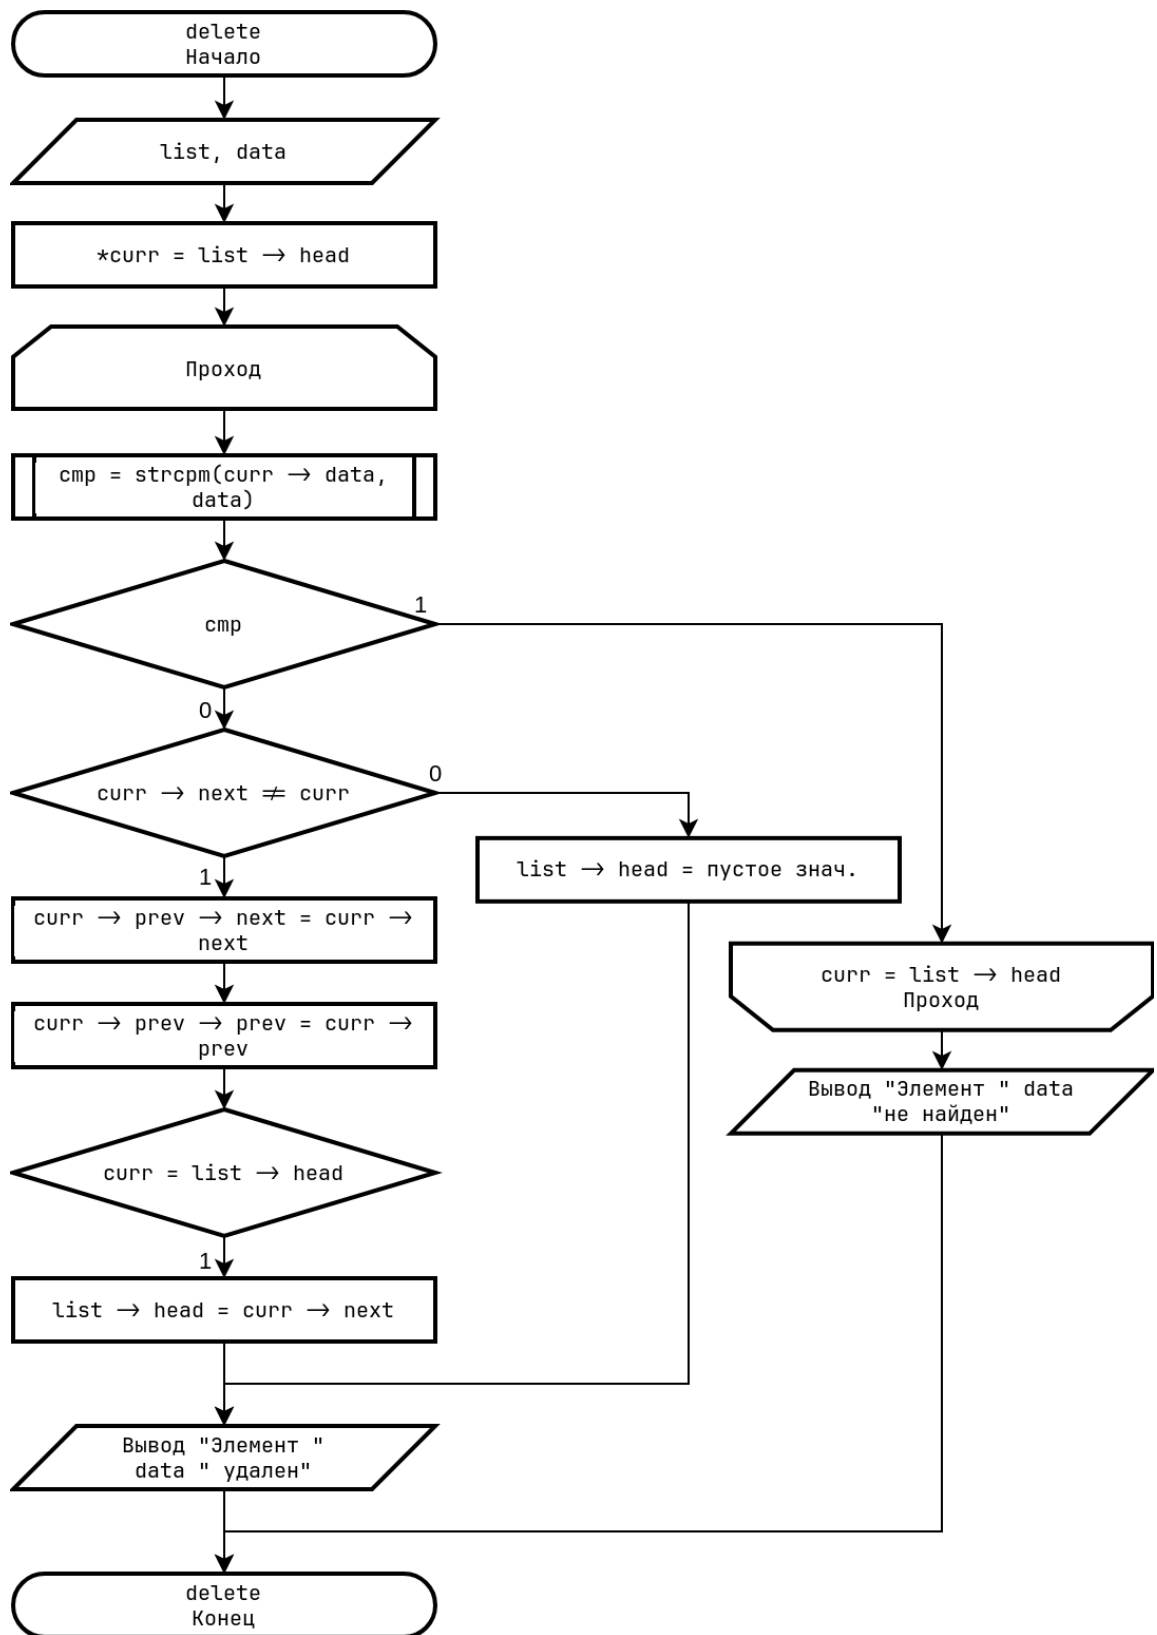 delete
Начало
list, data
*curr = list → head
Проход
cmp = strcpm(curr → data,
data)
cmp
1
0
curr → next ≠ curr
0
list → head = пустое знач.
1
curr → prev → next = curr →
next
curr = list → head
Проход
curr → prev → prev = curr →
prev
Вывод "Элемент " data
"не найден"
curr = list → head
1
list → head = curr → next
Вывод "Элемент "
data " удален"
delete
Конец